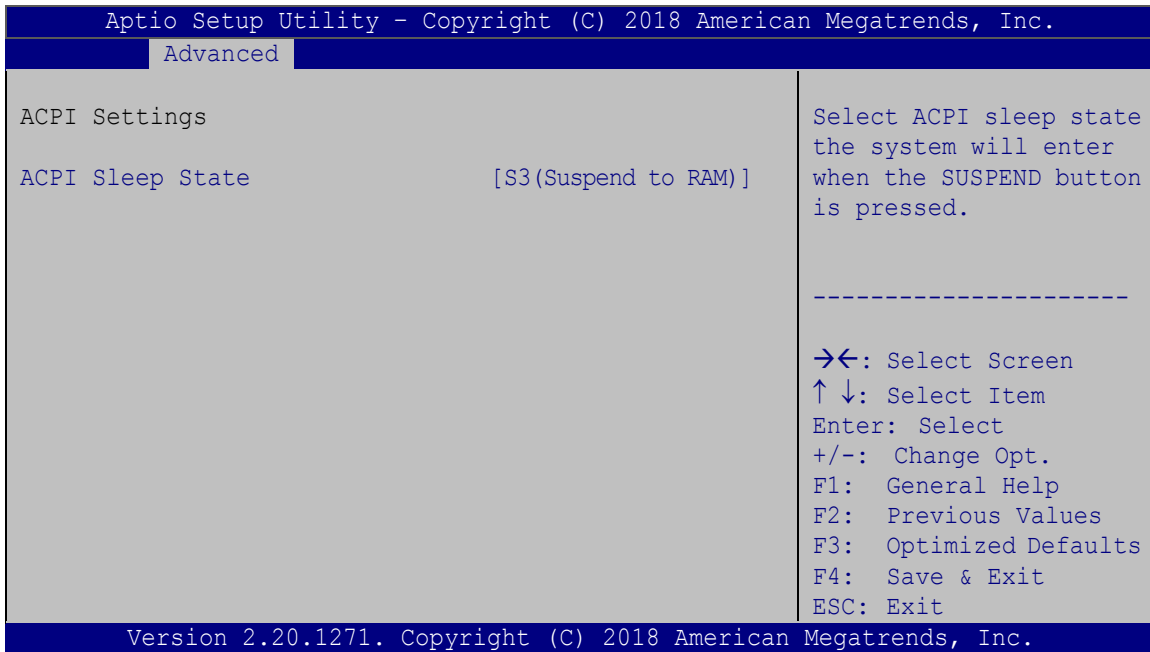 Aptio Setup Utility – Copyright (C) 2018 American Megatrends, Inc.
Advanced
ACPI Settings
ACPI Sleep State [S3(Suspend to RAM)]
Select ACPI sleep state
the system will enter
when the SUSPEND button
is pressed.
----------------------
→←: Select Screen
↑ ↓: Select Item
Enter: Select
+/-: Change Opt.
F1: General Help
F2: Previous Values
F3: Optimized Defaults
F4: Save & Exit
ESC: Exit
Version 2.20.1271. Copyright (C) 2018 American Megatrends, Inc.